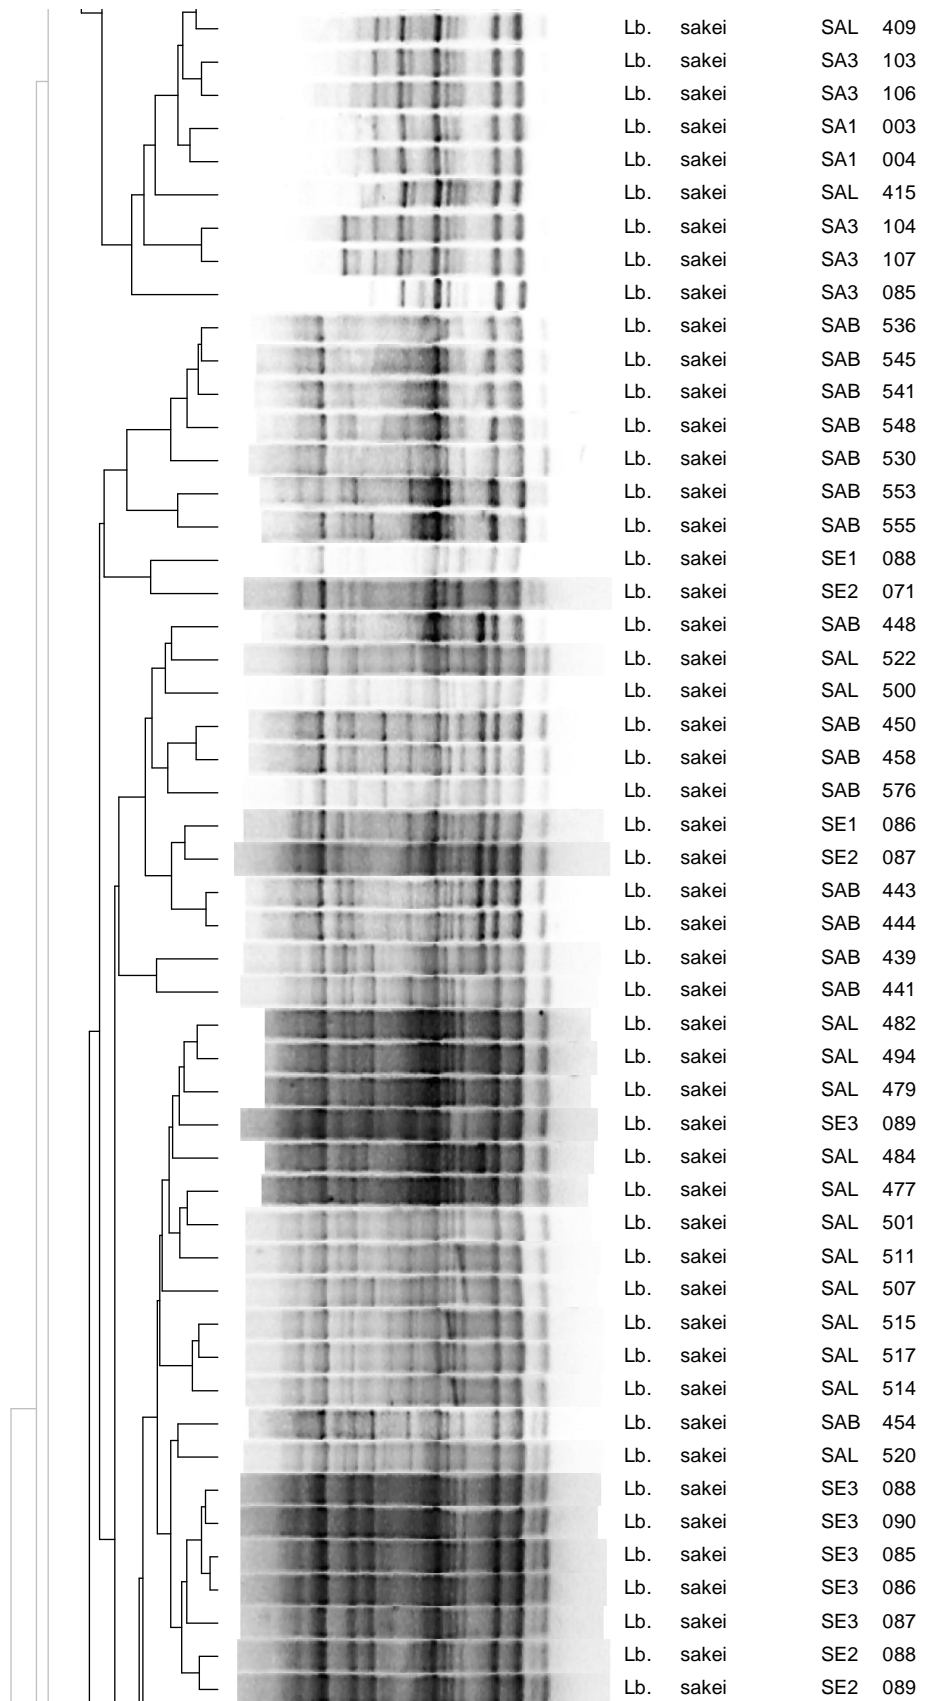 Lb. sakei SAL 409
Lb. sakei SA3 103
Lb. sakei SA3 106
Lb. sakei SA1 003
Lb. sakei SA1 004
Lb. sakei SAL 415
Lb. sakei SA3 104
Lb. sakei SA3 107
Lb. sakei SA3 085
Lb. sakei SAB 536
Lb. sakei SAB 545
Lb. sakei SAB 541
Lb. sakei SAB 548
Lb. sakei SAB 530
Lb. sakei SAB 553
Lb. sakei SAB 555
Lb. sakei SE1 088
Lb. sakei SE2 071
Lb. sakei SAB 448
Lb. sakei SAL 522
Lb. sakei SAL 500
Lb. sakei SAB 450
Lb. sakei SAB 458
Lb. sakei SAB 576
Lb. sakei SE1 086
Lb. sakei SE2 087
Lb. sakei SAB 443
Lb. sakei SAB 444
Lb. sakei SAB 439
Lb. sakei SAB 441
Lb. sakei SAL 482
Lb. sakei SAL 494
Lb. sakei SAL 479
Lb. sakei SE3 089
Lb. sakei SAL 484
Lb. sakei SAL 477
Lb. sakei SAL 501
Lb. sakei SAL 511
Lb. sakei SAL 507
Lb. sakei SAL 515
Lb. sakei SAL 517
Lb. sakei SAL 514
Lb. sakei SAB 454
Lb. sakei SAL 520
Lb. sakei SE3 088
Lb. sakei SE3 090
Lb. sakei SE3 085
Lb. sakei SE3 086
Lb. sakei SE3 087
Lb. sakei SE2 088
Lb. sakei SE2 089